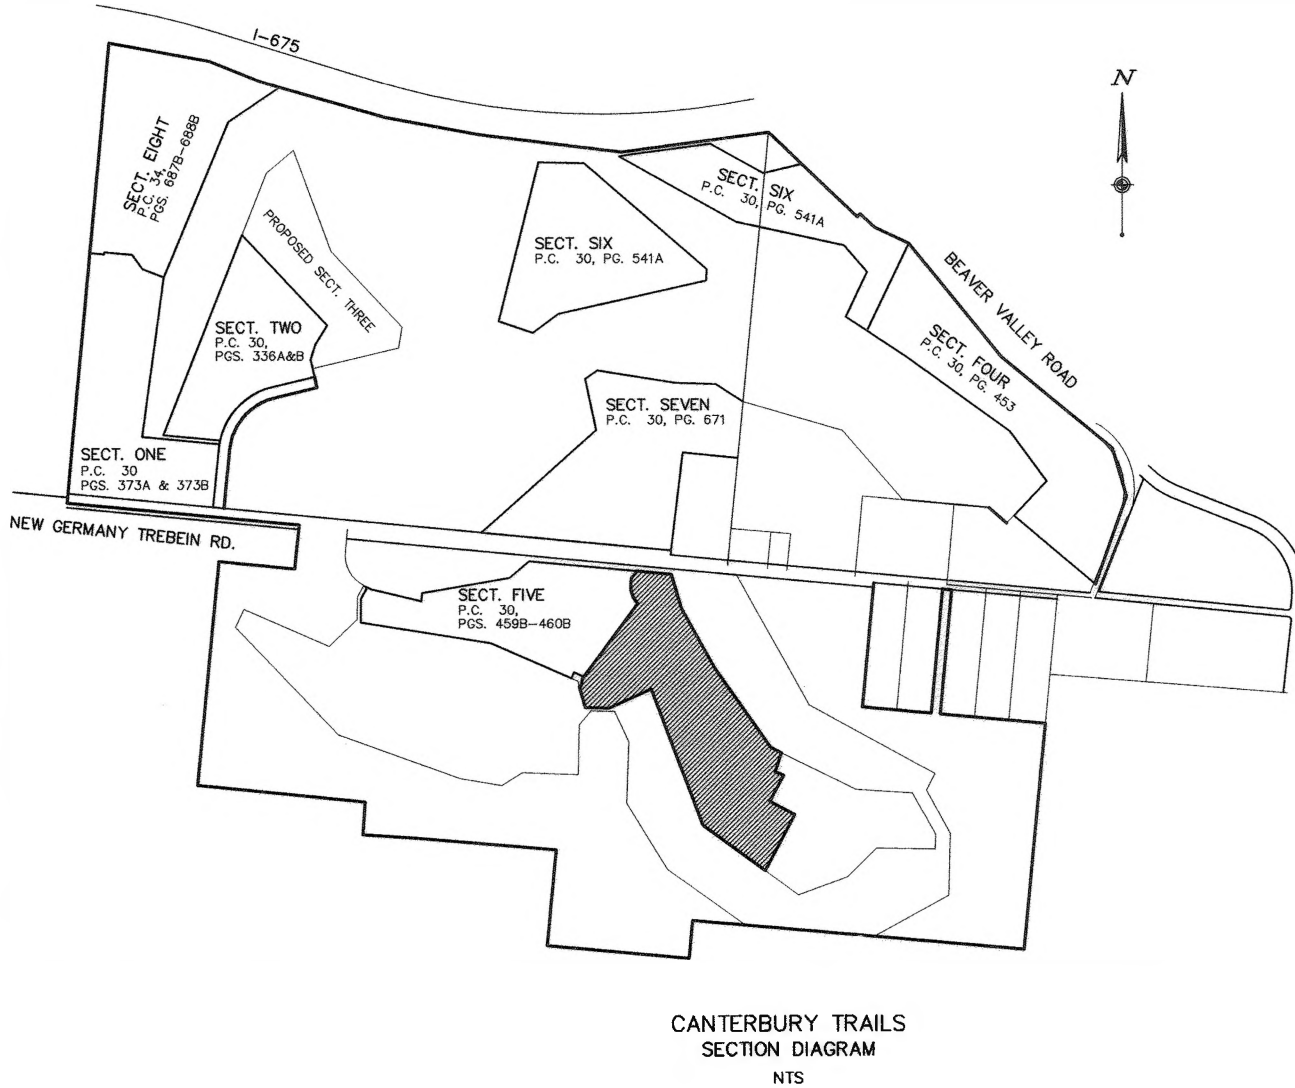 I-675
N
SECT. EIGHT
P.C. 34,
PGS. 687B-688B
SECT. SIX
P.C. 30, PG. 541A
PROPOSED SECT. THREE
SECT. SIX
P.C. 30, PG. 541A
BEAVER VALLEY ROAD
SECT. TWO
P.C. 30,
PGS. 336A&B
SECT. FOUR
P.C. 30, PG. 453
SECT. SEVEN
P.C. 30, PG. 671
SECT. ONE
P.C. 30
PGS. 373A & 373B
NEW GERMANY TREBEIN RD.
SECT. FIVE
P.C. 30,
PGS. 459B-460B
CANTERBURY TRAILS
SECTION DIAGRAM
NTS